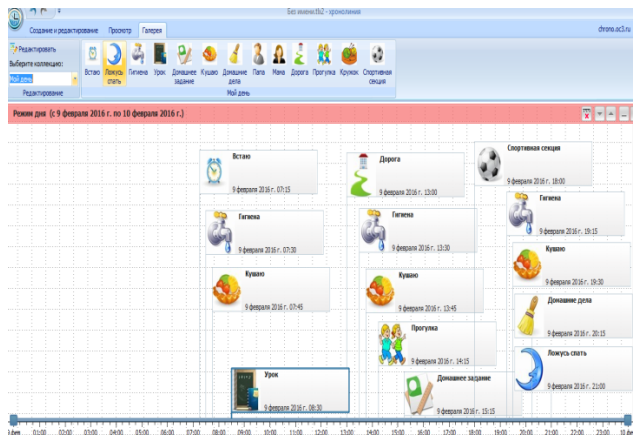 Без имени.tl2 - хронолиния
Создание и редактирование Просмотр Галерея
chrono.oc3.ru
Редактировать
Выберите коллекцию:
Мой день
Редактирование
Встаю
Ложусь спать
Гигиена
Урок
Домашнее задание
Кушаю
Домашние дела
Папа
Мама
Дорога
Прогулка
Кружок
Спортивная секция
Мой день
Режим дня (с 9 февраля 2016 г. по 10 февраля 2016 г.)
Встаю
9 февраля 2016 г. 07:15
Гигиена
9 февраля 2016 г. 07:30
Кушаю
9 февраля 2016 г. 07:45
Урок
9 февраля 2016 г. 08:30
Дорога
9 февраля 2016 г. 13:00
Гигиена
9 февраля 2016 г. 13:30
Кушаю
9 февраля 2016 г. 13:45
Прогулка
9 февраля 2016 г. 14:15
Домашнее задание
9 февраля 2016 г. 15:15
Спортивная секция
9 февраля 2016 г. 18:00
Гигиена
9 февраля 2016 г. 19:15
Кушаю
9 февраля 2016 г. 19:30
Домашние дела
9 февраля 2016 г. 20:15
Ложусь спать
9 февраля 2016 г. 21:00
01:00 02:00 03:00 04:00 05:00 06:00 07:00 08:00 09:00 10:00 11:00 12:00 13:00 14:00 15:00 16:00 17:00 18:00 19:00 20:00 21:00 22:00 23:00